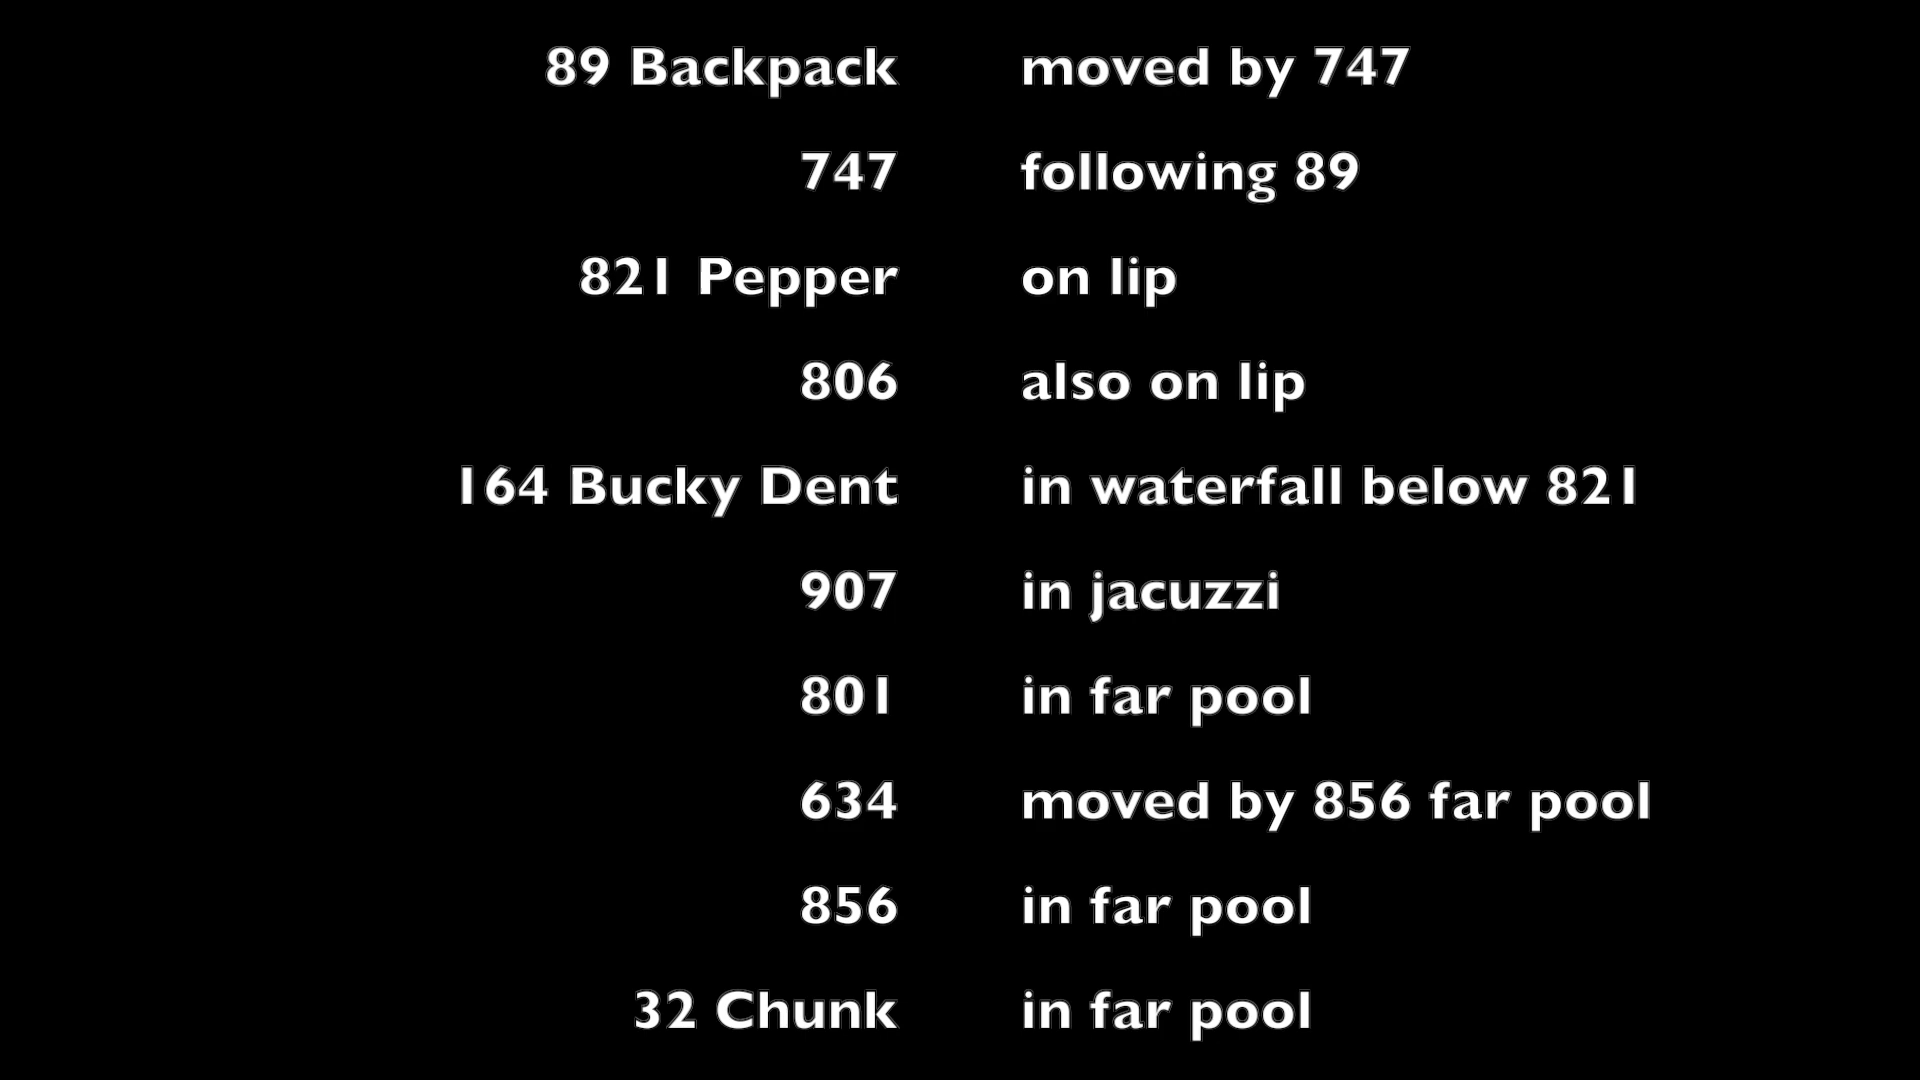 89 Backpack moved by 747
747 following 89
821 Pepper on lip
806 also on lip
164 Bucky Dent in waterfall below 821
907 in jacuzzi
801 in far pool
634 moved by 856 far pool
856 in far pool
32 Chunk in far pool